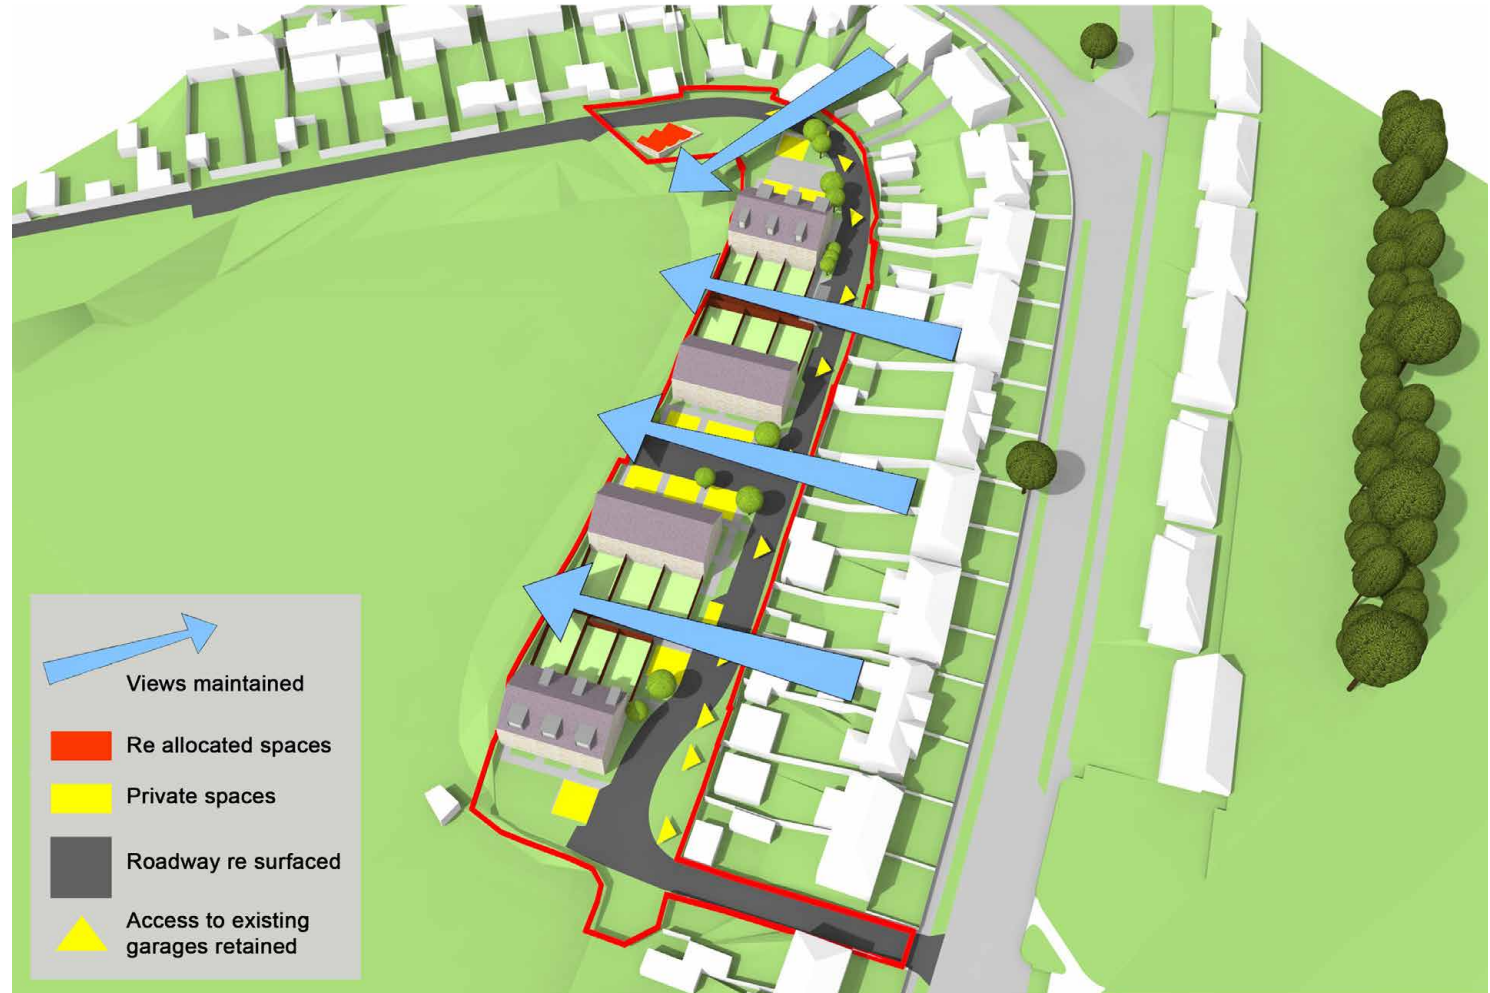 Views maintained
Re allocated spaces
Private spaces
Roadway re surfaced
Access to existing
garages retained